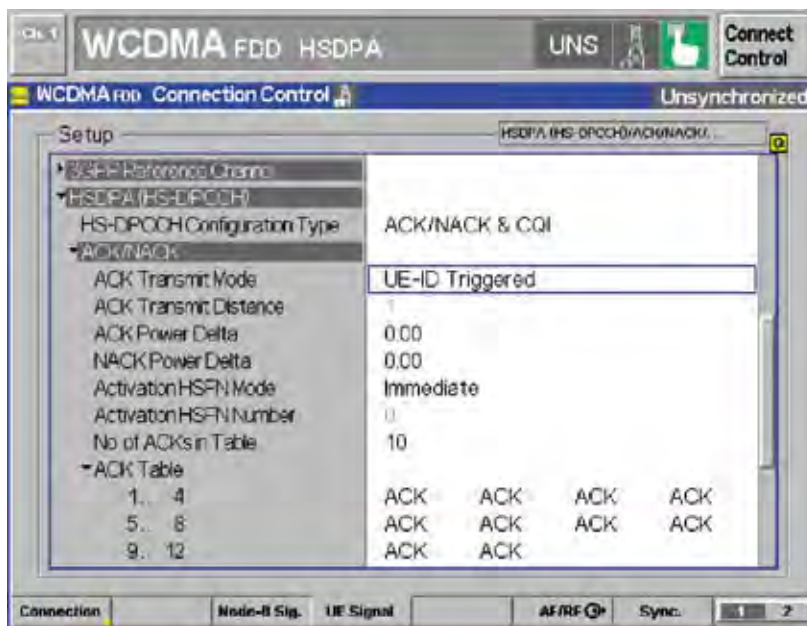 Ch. 1
WCDMA FDD HSDPA
UNS
Connect Control
WCDMA FDD Connection Control
Unsynchronized
Setup
HSDPA (HS-DPCCH)/ACK/NACK/...
3GPP Reference Channel
HSDPA (HS-DPCCH)
HS-DPCCH Configuration Type ACK/NACK & CQI
ACK/NACK
ACK Transmit Mode UE-ID Triggered
ACK Transmit Distance 1
ACK Power Delta 0.00
NACK Power Delta 0.00
Activation HSFN Mode Immediate
Activation HSFN Number 0
No of ACKs in Table 10
ACK Table
1.. 4 ACK ACK ACK ACK
5.. 8 ACK ACK ACK ACK
9.. 12 ACK ACK
Connection Node-B Sig. UE Signal AF/RF Sync. 1 2